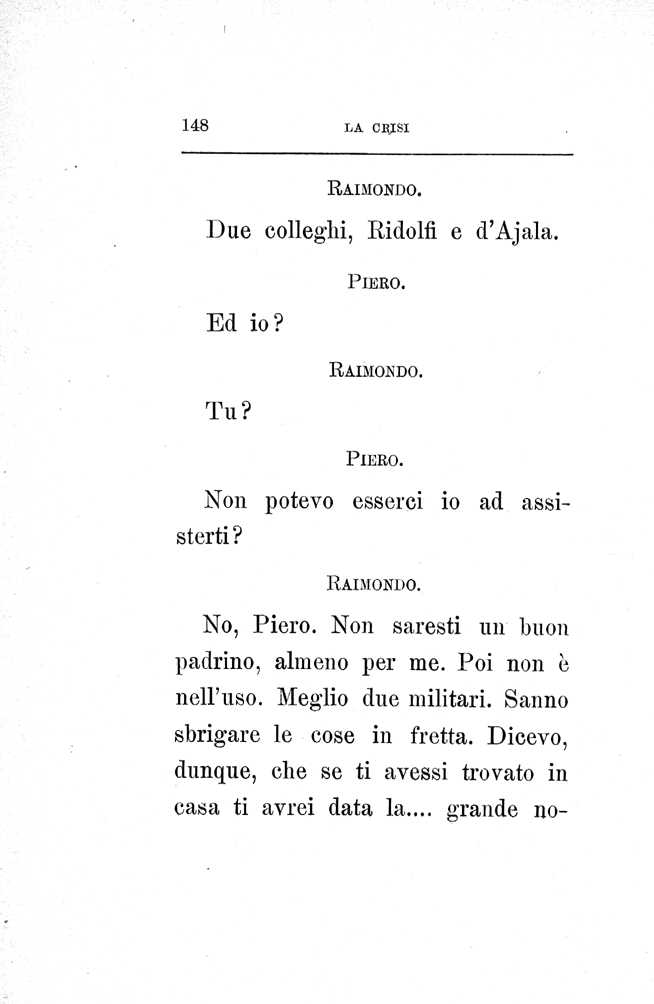 148 LA CRISI
RAIMONDO.
Due colleghi, Ridolfi e d'Ajala.
PIERO.
Ed io?
RAIMONDO.
Tu?
PIERO.
Non potevo esserci io ad assi-
sterti?
RAIMONDO.
No, Piero. Non saresti un buon
padrino, almeno per me. Poi non è
nell'uso. Meglio due militari. Sanno
sbrigare le cose in fretta. Dicevo,
dunque, che se ti avessi trovato in
casa ti avrei data la.... grande no-